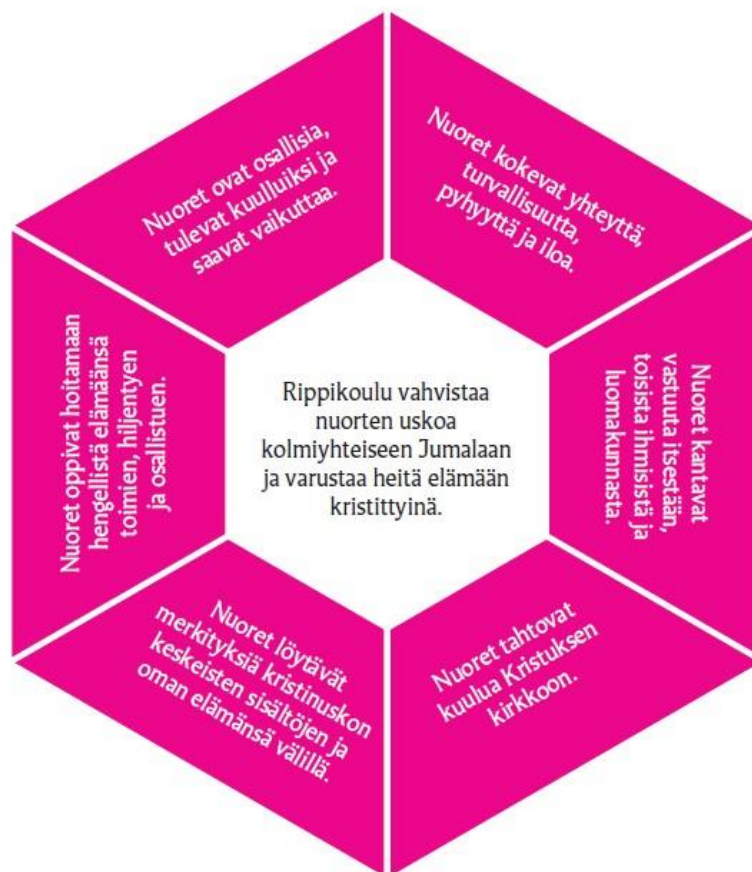 Nuoret ovat osallisia,
tulevat kuulluiksi ja
saavat vaikuttaa.
Nuoret kokevat yhteyttä,
turvallisuutta,
pyhyyttä ja iloa.
Nuoret kantavat
vastuuta itsestään,
toisista ihmisistä ja
luomakunnasta.
Nuoret tahtovat
kuulua Kristuksen
kirkkoon.
Nuoret löytävät
merkityksiä kristinuskon
keskeisten sisältöjen ja
oman elämänsä välillä.
Nuoret oppivat hoitamaan
hengellistä elämäänsä
toimien, hiljentyen
ja osallistuen.
Rippikoulu vahvistaa
nuorten uskoa
kolmiyhteiseen Jumalaan
ja varustaa heitä elämään
kristittyinä.